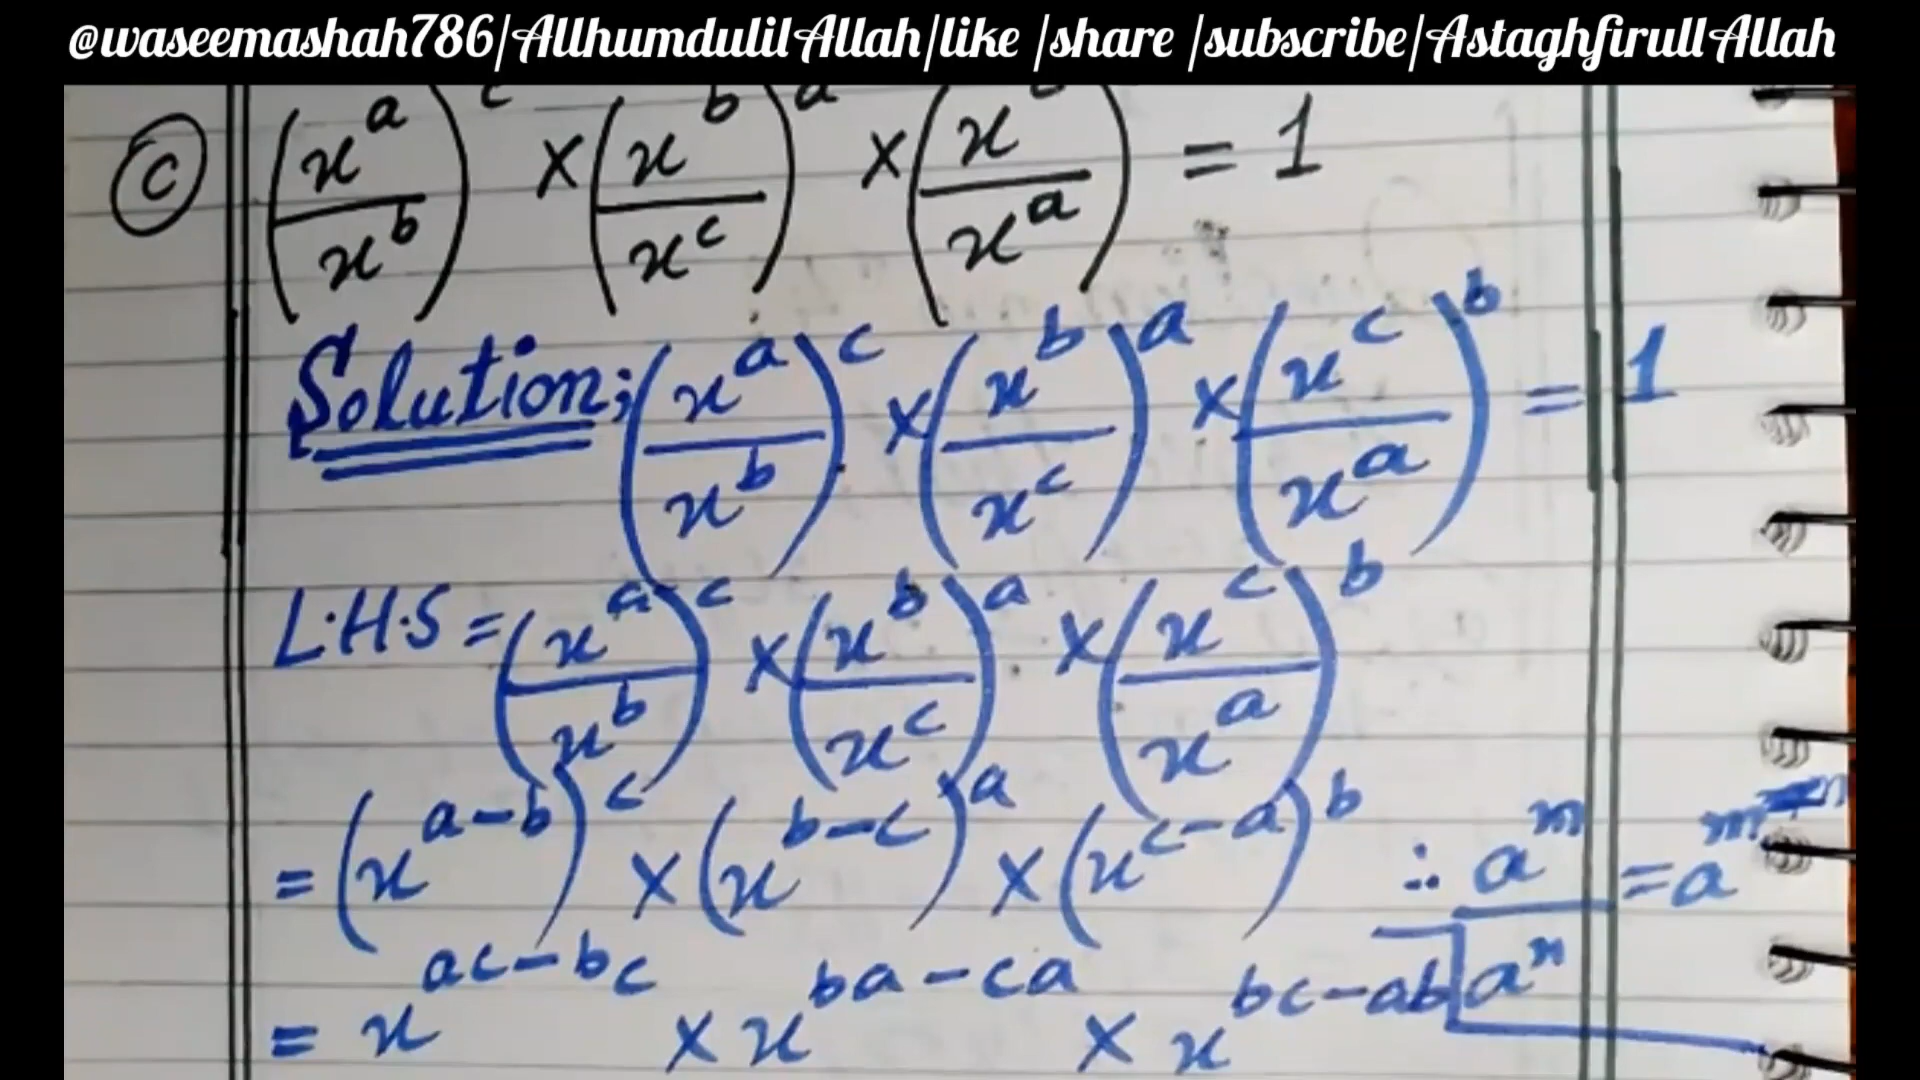 @waseemashah786/AllhumdulilAllah/like /share /subscribe/AstaghfirullAllah
(c) (x^a/x^b)^c × (x^b/x^c)^a × (x^c/x^a) = 1
Solution; (x^a/x^b)^c × (x^b/x^c)^a × (x^c/x^a)^b = 1
L.H.S = (x^a/x^b)^c × (x^b/x^c)^a × (x^c/x^a)^b
= (x^(a-b))^c × (x^(b-c))^a × (x^(c-a))^b ∴ a^m/a^n = a^(m-n)
= x^(ac-bc) × x^(ba-ca) × x^(bc-ab)